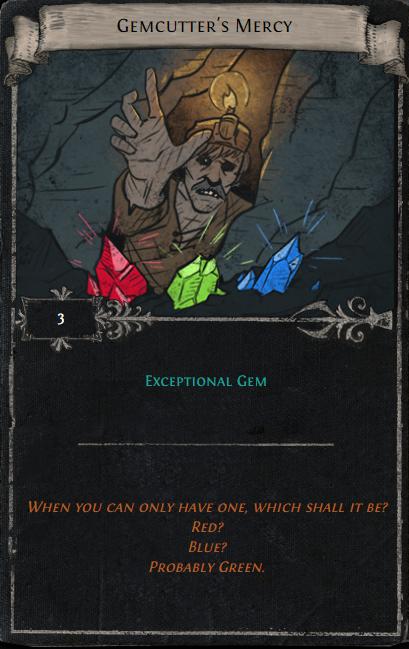 Gemcutter's Mercy
3
Exceptional Gem
When you can only have one, which shall it be?
Red?
Blue?
Probably Green.